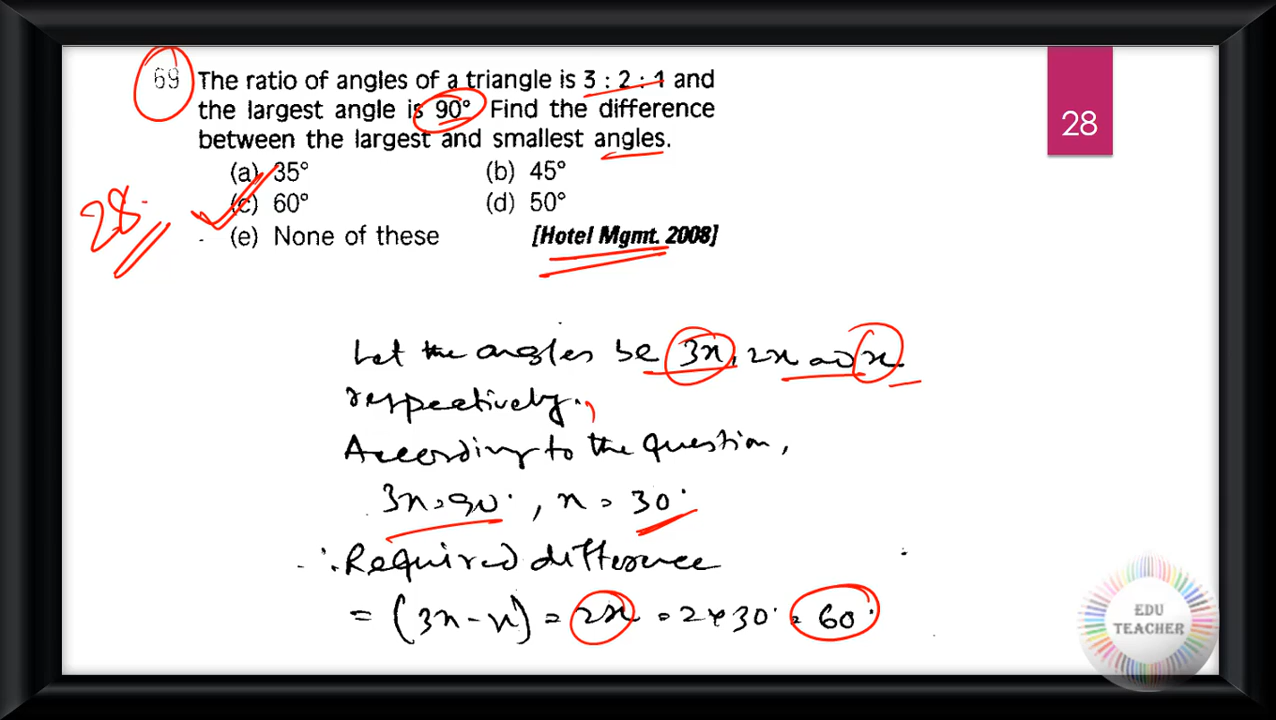 69 The ratio of angles of a triangle is 3 : 2 : 1 and
the largest angle is 90° Find the difference
between the largest and smallest angles.
(a) 35° (b) 45°
(c) 60° (d) 50°
(e) None of these [Hotel Mgmt. 2008]
28.
28
Let the angles be 3x, 2x and x.
respectively.,
According to the question,
3x = 90°, x = 30°
∴ Required difference
= (3x - x) = 2x = 2×30° = 60°
EDU
TEACHER